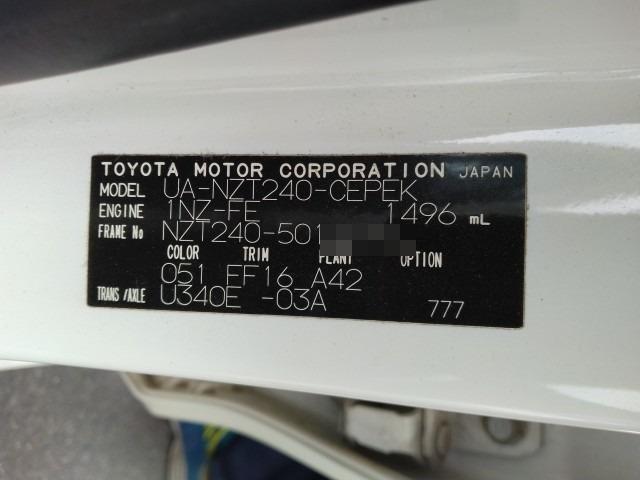 TOYOTA MOTOR CORPORATION JAPAN
MODEL UA-NZT240-CEPEK
ENGINE 1NZ-FE 1496 mL
FRAME No NZT240-501
COLOR TRIM PLANT OPTION
051 FF16 A42
TRANS/AXLE U340E -03A 777